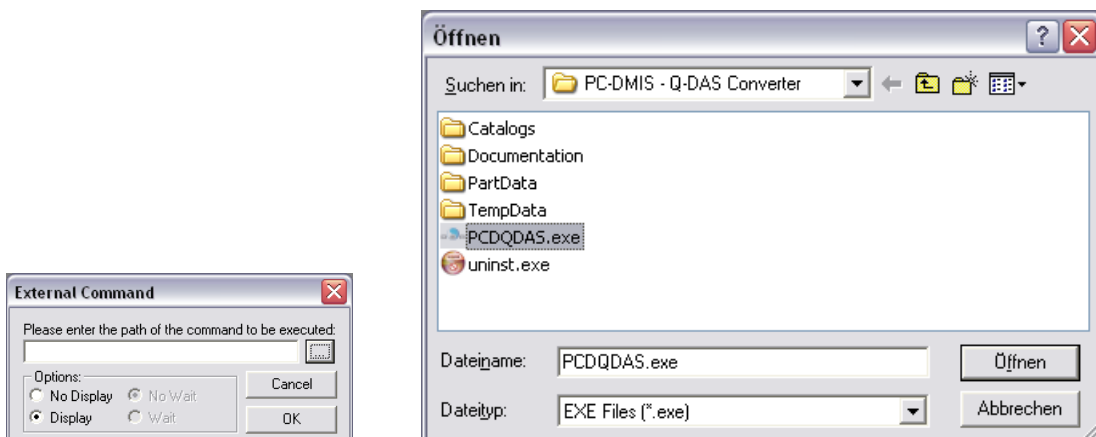 External Command
Please enter the path of the command to be executed:
...
Options:
No Display No Wait
Display Wait
Cancel
OK
Öffnen
?
Suchen in: PC-DMIS - Q-DAS Converter
Catalogs
Documentation
PartData
TempData
PCDQDAS.exe
uninst.exe
Dateiname: PCDQDAS.exe Öffnen
Dateityp: EXE Files (*.exe) Abbrechen